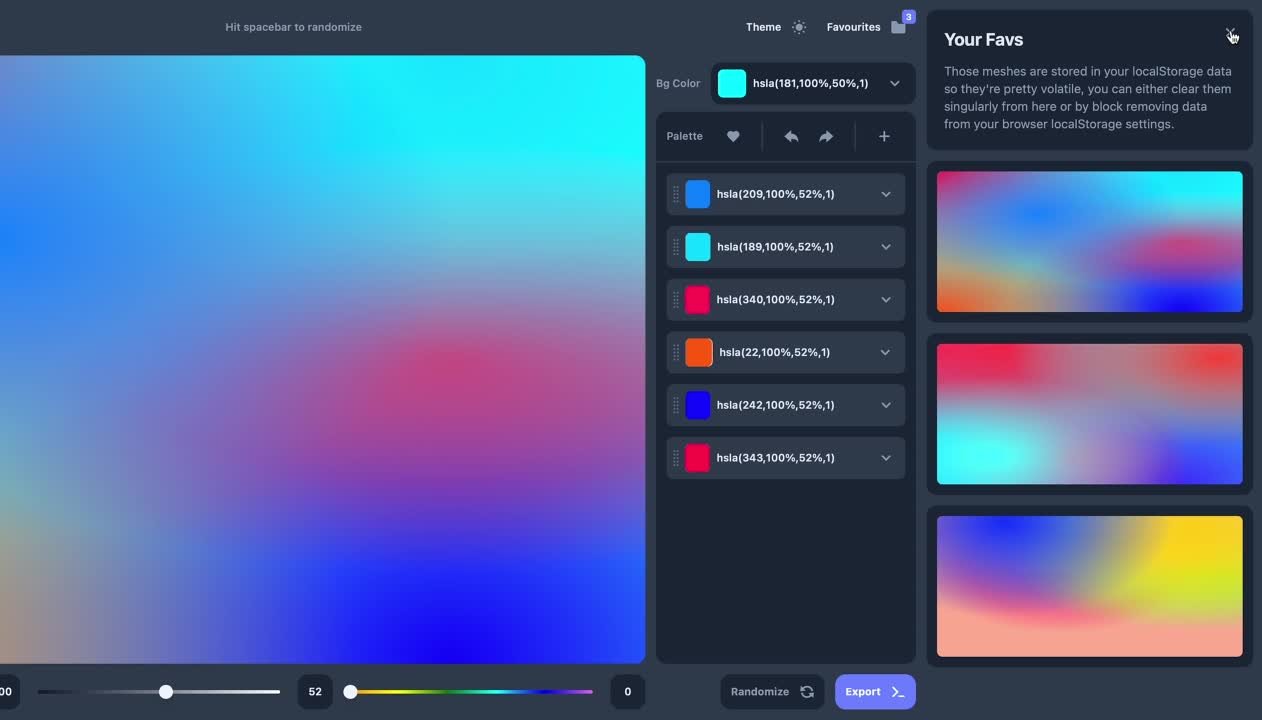 Hit spacebar to randomize
Theme
Favourites
3
Bg Color
hsla(181,100%,50%,1)
Palette
hsla(209,100%,52%,1)
hsla(189,100%,52%,1)
hsla(340,100%,52%,1)
hsla(22,100%,52%,1)
hsla(242,100%,52%,1)
hsla(343,100%,52%,1)
00
52
0
Randomize
Export
Your Favs
Those meshes are stored in your localStorage data
so they're pretty volatile, you can either clear them
singularly from here or by block removing data
from your browser localStorage settings.